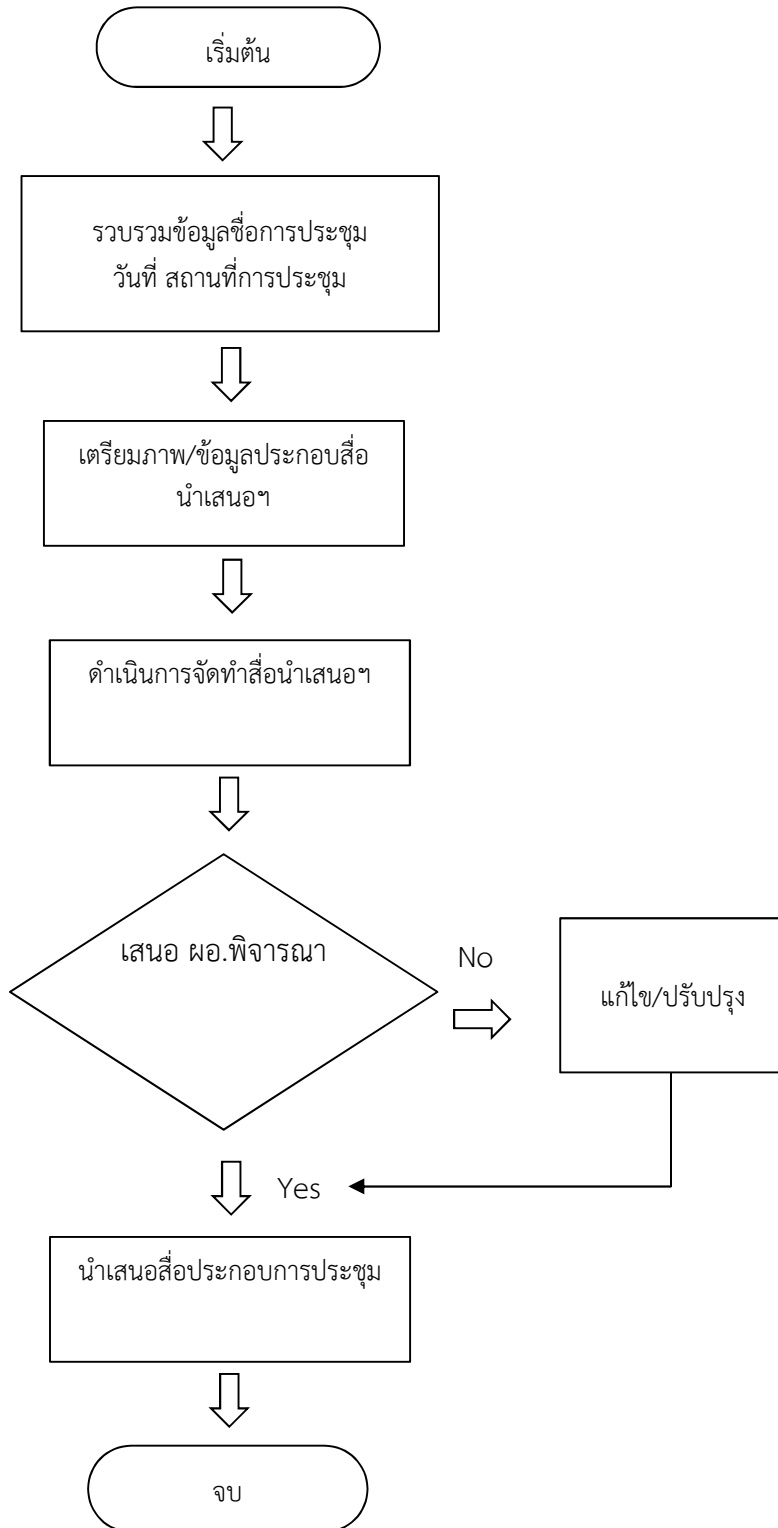 เริ่มต้น
รวบรวมข้อมูลชื่อการประชุม
วันที่ สถานที่การประชุม
เตรียมภาพ/ข้อมูลประกอบสื่อ
นำเสนอฯ
ดำเนินการจัดทำสื่อนำเสนอฯ
เสนอ ผอ.พิจารณา
No
แก้ไข/ปรับปรุง
Yes
นำเสนอสื่อประกอบการประชุม
จบ